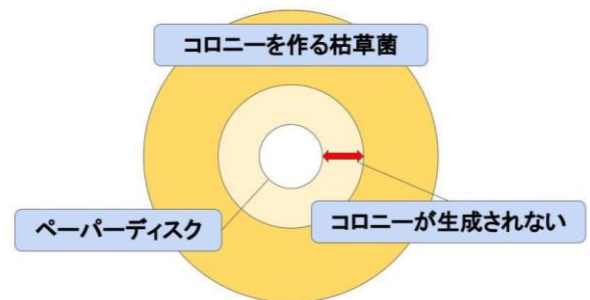 コロニーを作る枯草菌
ペーパーディスク
コロニーが生成されない